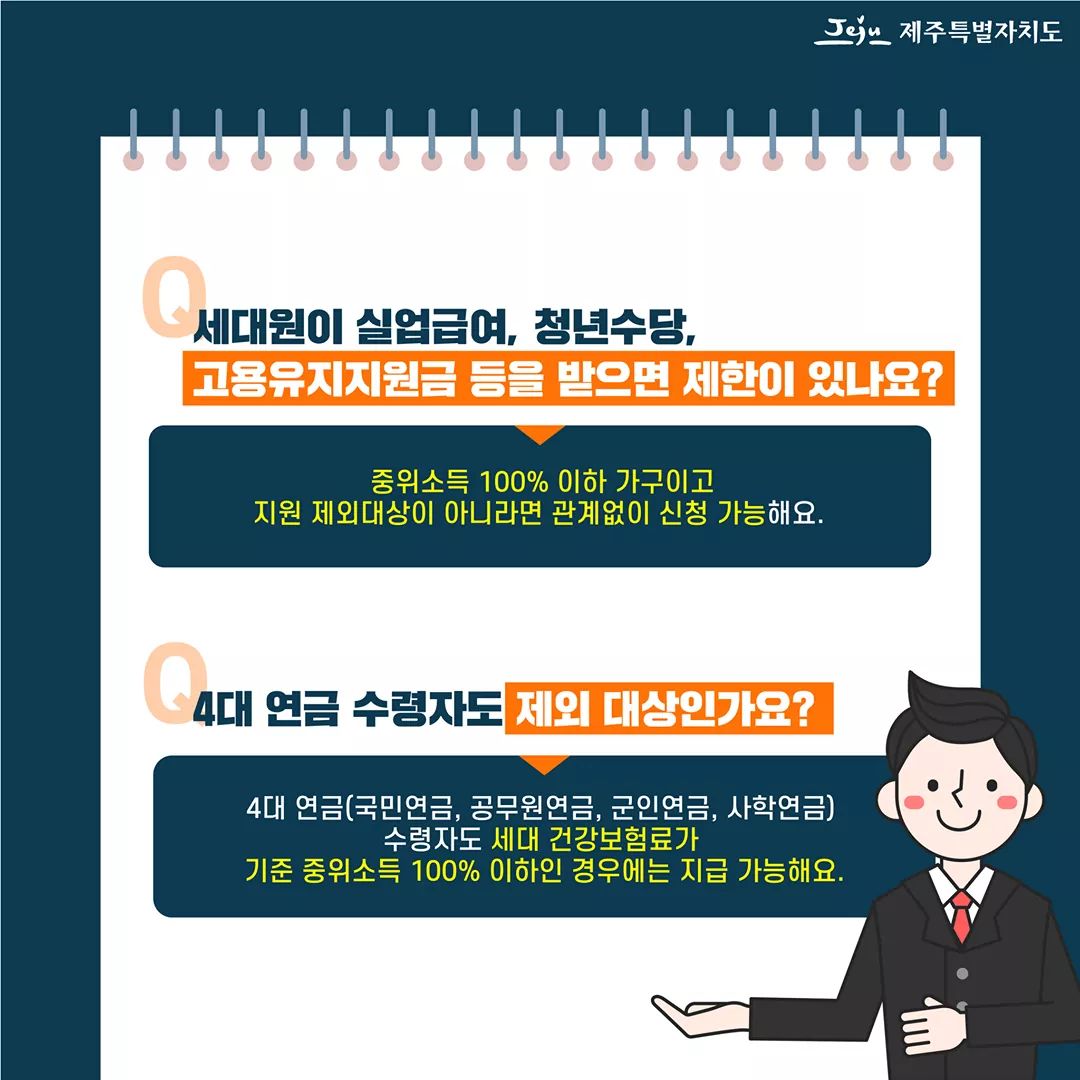 Jeju 제주특별자치도
Q
세대원이 실업급여, 청년수당,
고용유지지원금 등을 받으면 제한이 있나요?
중위소득 100% 이하 가구이고
지원 제외대상이 아니라면 관계없이 신청 가능해요.
Q
4대 연금 수령자도 제외 대상인가요?
4대 연금(국민연금, 공무원연금, 군인연금, 사학연금)
수령자도 세대 건강보험료가
기준 중위소득 100% 이하인 경우에는 지급 가능해요.